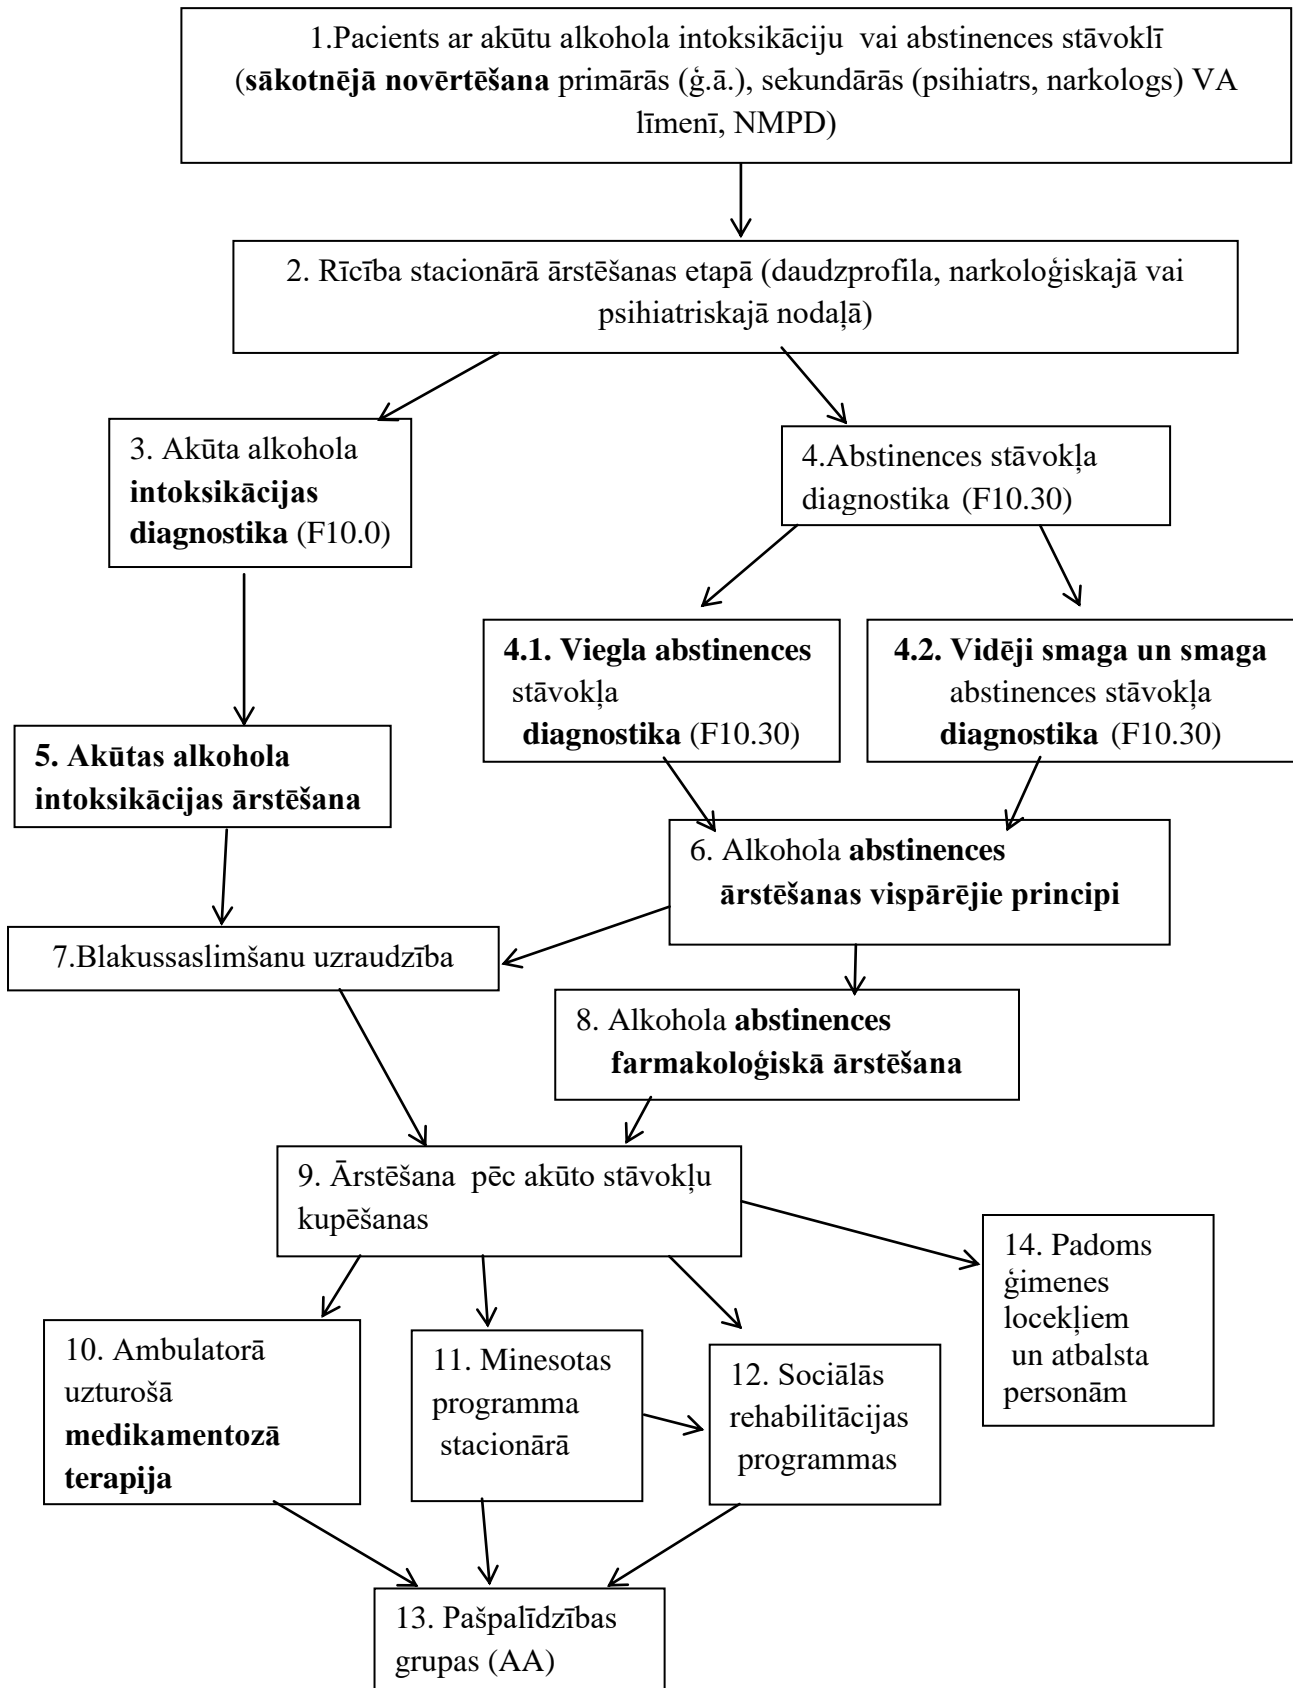 1.Pacients ar akūtu alkohola intoksikāciju vai abstinences stāvoklī
(sākotnējā novērtēšana primārās (ģ.ā.), sekundārās (psihiatrs, narkologs) VA
līmenī, NMPD)
2. Rīcība stacionārā ārstēšanas etapā (daudzprofila, narkoloģiskajā vai
psihiatriskajā nodaļā)
3. Akūta alkohola
intoksikācijas
diagnostika (F10.0)
4.Abstinences stāvokļa
diagnostika (F10.30)
4.1. Viegla abstinences
stāvokļa
diagnostika (F10.30)
4.2. Vidēji smaga un smaga
abstinences stāvokļa
diagnostika (F10.30)
5. Akūtas alkohola
intoksikācijas ārstēšana
6. Alkohola abstinences
ārstēšanas vispārējie principi
7.Blakussaslimšanu uzraudzība
8. Alkohola abstinences
farmakoloģiskā ārstēšana
9. Ārstēšana pēc akūto stāvokļu
kupēšanas
10. Ambulatorā
uzturošā
medikamentozā
terapija
11. Minesotas
programma
stacionārā
12. Sociālās
rehabilitācijas
programmas
14. Padoms
ģimenes
locekļiem
un atbalsta
personām
13. Pašpalīdzības
grupas (AA)